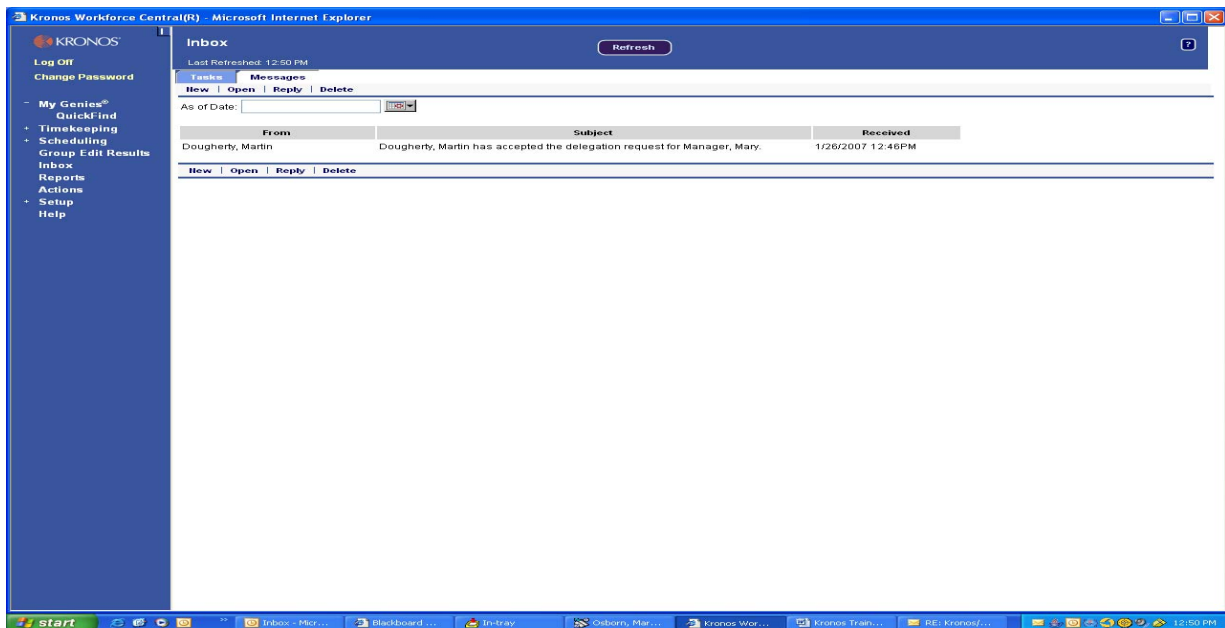 Kronos Workforce Central(R) - Microsoft Internet Explorer
KRONOS
Log Off
Change Password
- My Genies®
QuickFind
+ Timekeeping
+ Scheduling
Group Edit Results
Inbox
Reports
Actions
+ Setup
Help
Inbox
Last Refreshed: 12:50 PM
Refresh
?
Tasks Messages
New | Open | Reply | Delete
As of Date:
From Subject Received
Dougherty, Martin Dougherty, Martin has accepted the delegation request for Manager, Mary. 1/26/2007 12:46PM
New | Open | Reply | Delete
start Inbox - Micr... Blackboard ... In-tray Osborn, Mar... Kronos Wor... Kronos Train... RE: Kronos/... 12:50 PM